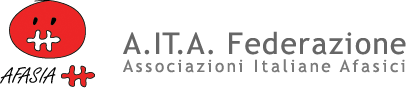 AFASIA
A.IT.A. Federazione
Associazioni Italiane Afasici